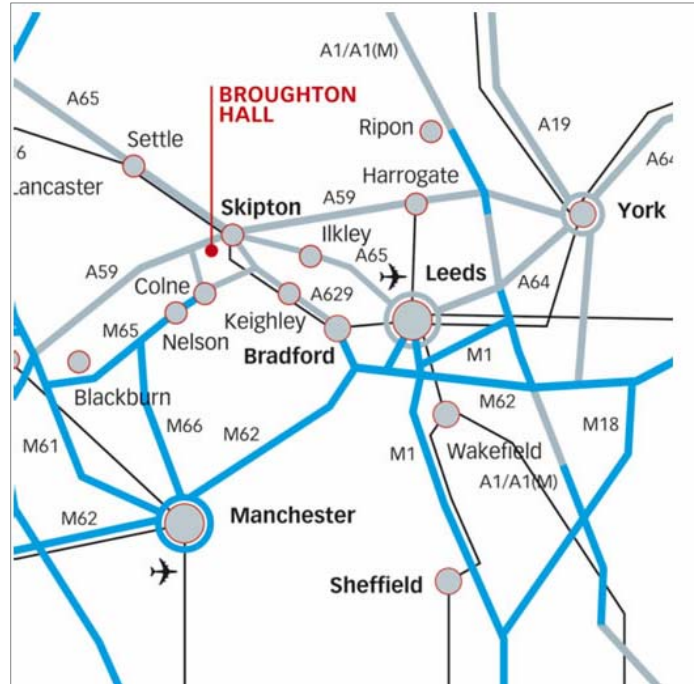 A1/A1(M)
A65
BROUGHTON
HALL
Ripon
A19
Settle
A64
Lancaster
Harrogate
A59
Skipton
York
Ilkley
A65
Leeds
A59
Colne
A629
A64
Keighley
M65
Nelson
Bradford
M1
Blackburn
M62
M66
M62
M18
M61
M1
Wakefield
A1/A1(M)
M62
Manchester
Sheffield